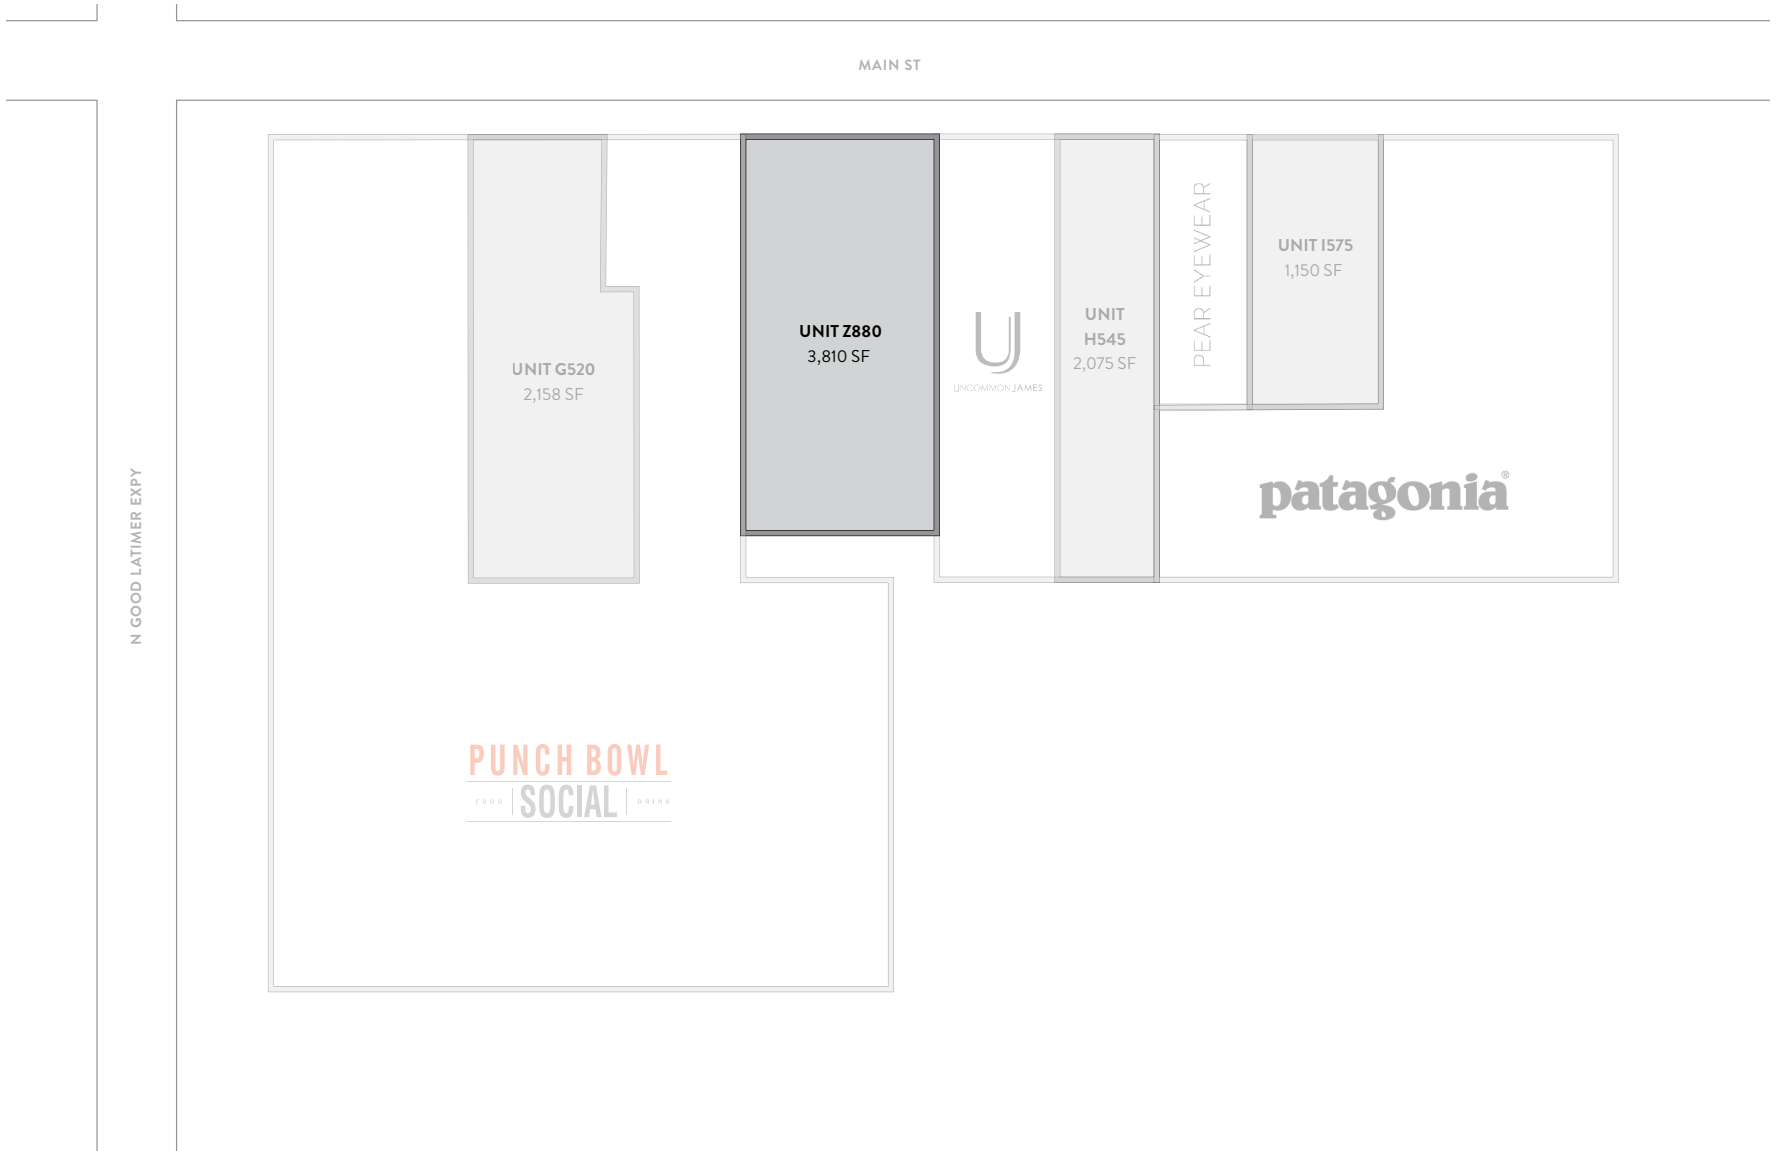 MAIN ST
N GOOD LATIMER EXPY
UNIT G520
2,158 SF
UNIT Z880
3,810 SF
UJ
UNCOMMON JAMES
UNIT
H545
2,075 SF
PEAR EYEWEAR
UNIT I575
1,150 SF
patagonia®
PUNCH BOWL
FOOD SOCIAL DRINK